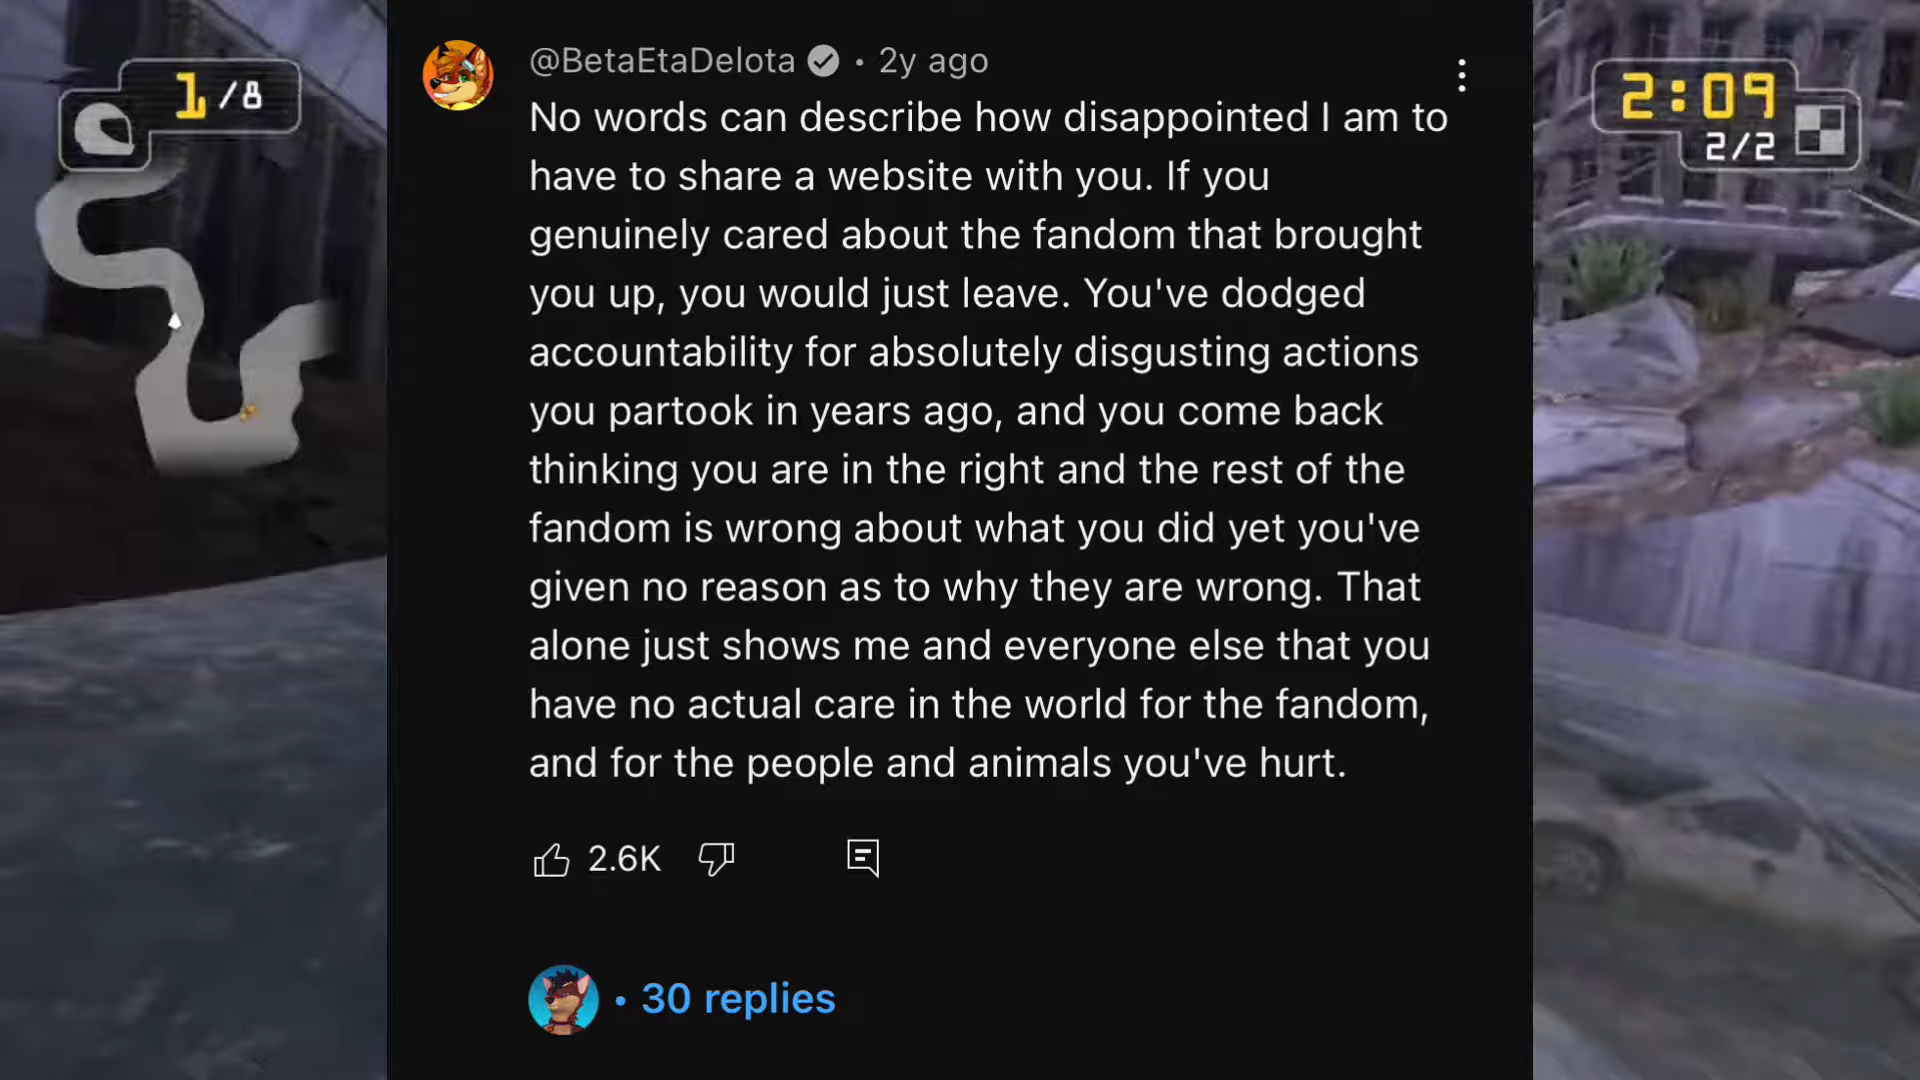 1/8
2:09
2/2
@BetaEtaDelota • 2y ago
No words can describe how disappointed I am to
have to share a website with you. If you
genuinely cared about the fandom that brought
you up, you would just leave. You've dodged
accountability for absolutely disgusting actions
you partook in years ago, and you come back
thinking you are in the right and the rest of the
fandom is wrong about what you did yet you've
given no reason as to why they are wrong. That
alone just shows me and everyone else that you
have no actual care in the world for the fandom,
and for the people and animals you've hurt.
2.6K
• 30 replies